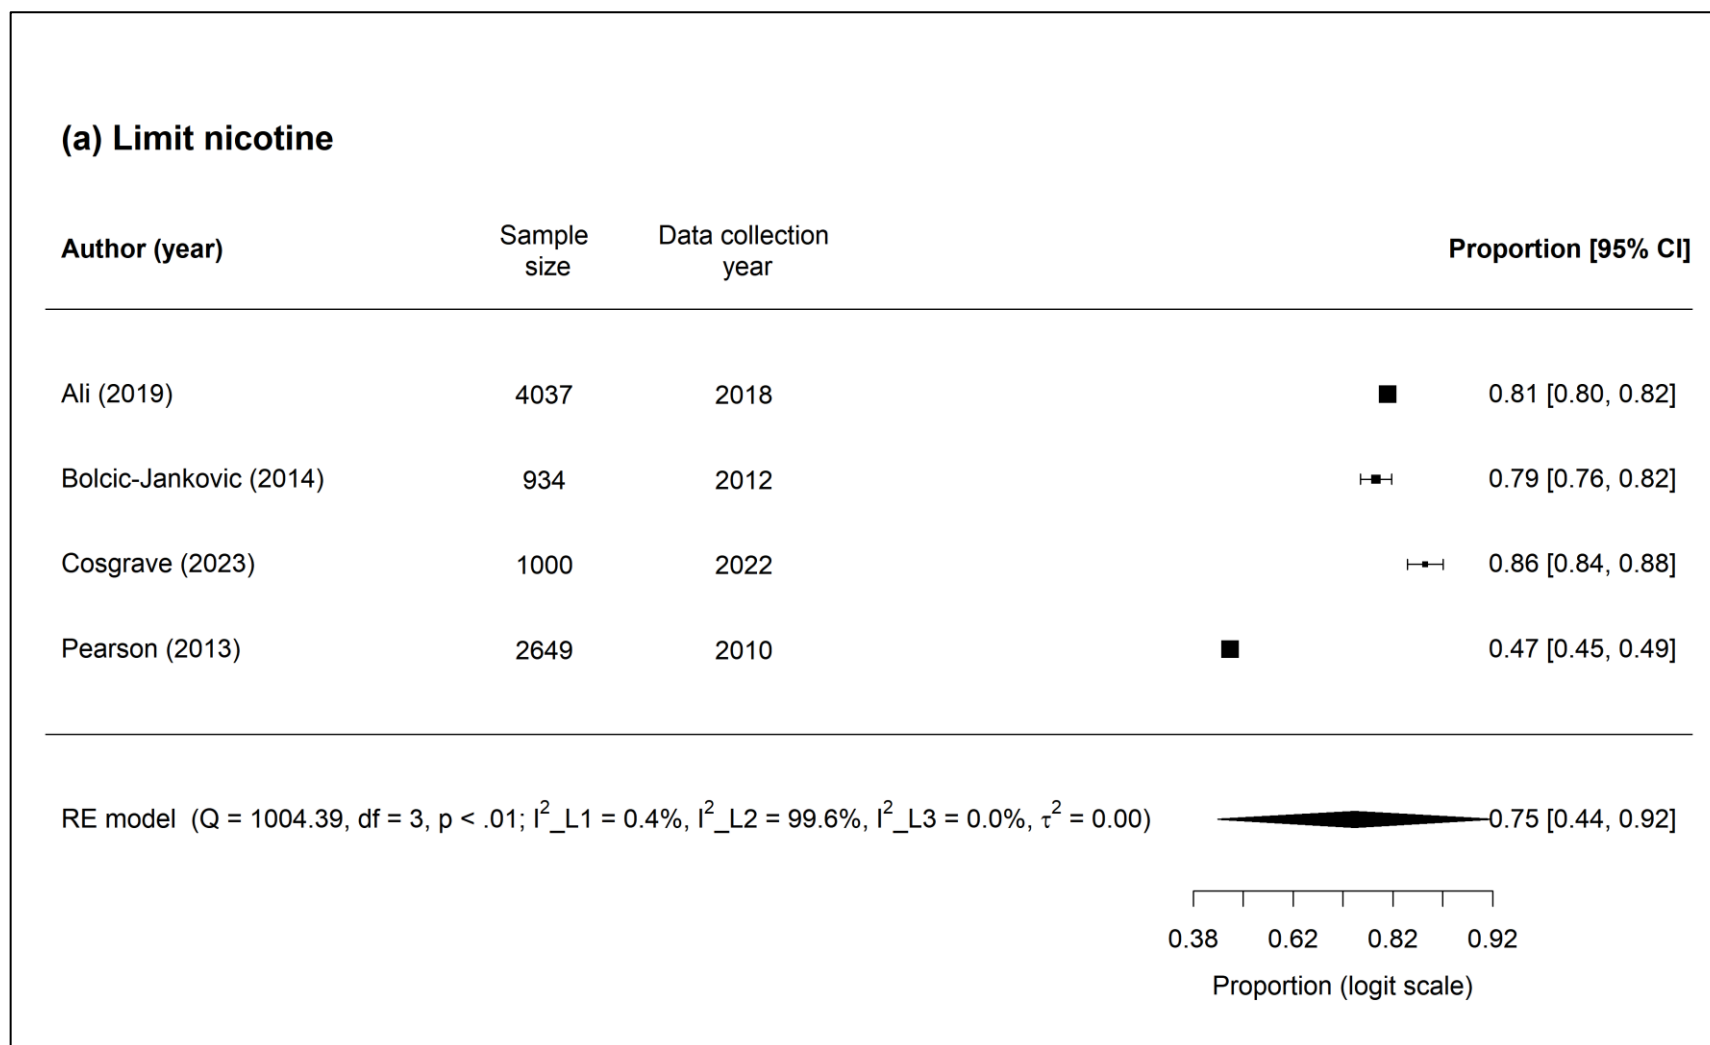 (a) Limit nicotine
Author (year) Sample size Data collection year Proportion [95% CI]
Ali (2019) 4037 2018 0.81 [0.80, 0.82]
Bolcic-Jankovic (2014) 934 2012 0.79 [0.76, 0.82]
Cosgrave (2023) 1000 2022 0.86 [0.84, 0.88]
Pearson (2013) 2649 2010 0.47 [0.45, 0.49]
RE model (Q = 1004.39, df = 3, p < .01; I²_L1 = 0.4%, I²_L2 = 99.6%, I²_L3 = 0.0%, τ² = 0.00) 0.75 [0.44, 0.92]
0.38 0.62 0.82 0.92
Proportion (logit scale)